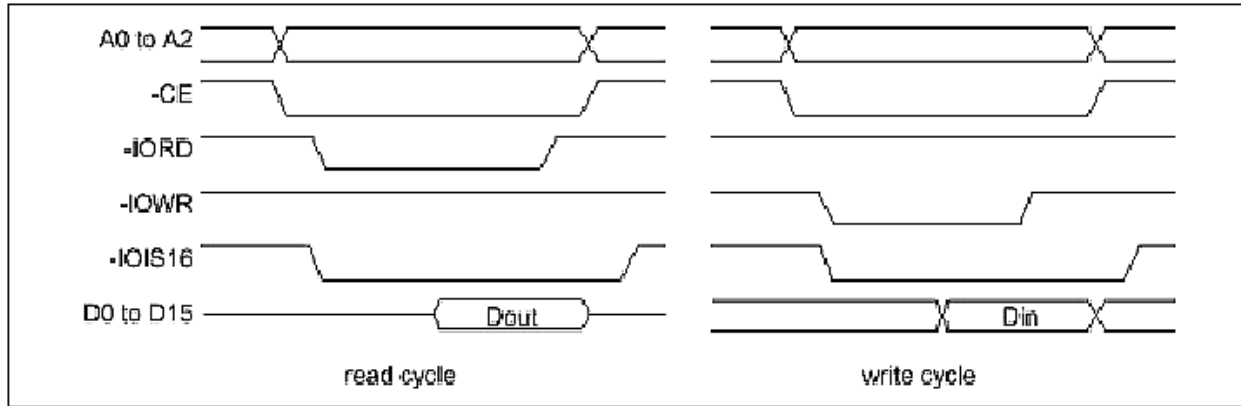 A0 to A2
-CE
-IORD
-IOWR
-IOIS16
D0 to D15
Dout
Din
read cycle
write cycle